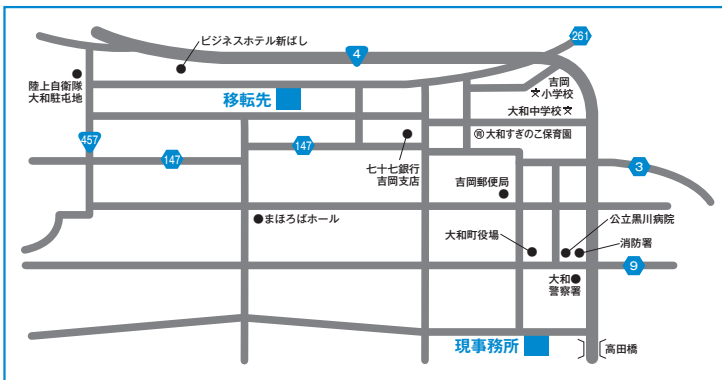 ビジネスホテル新ばし
4
261
陸上自衛隊
大和駐屯地
移転先
吉岡
小学校
大和中学校
457
147
147
大和すぎのこ保育園
七十七銀行
吉岡支店
吉岡郵便局
3
まほろばホール
大和町役場
公立黒川病院
消防署
9
大和
警察署
現事務所
高田橋